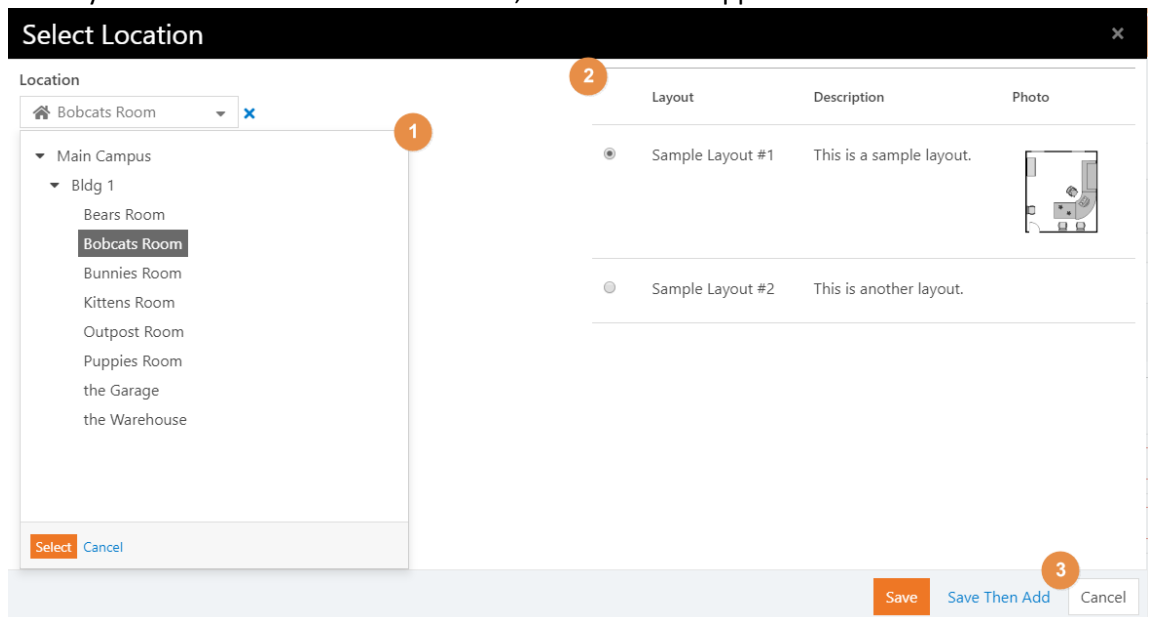 Select Location ×
Location
Bobcats Room
1
Main Campus
Bldg 1
Bears Room
Bobcats Room
Bunnies Room
Kittens Room
Outpost Room
Puppies Room
the Garage
the Warehouse
Select Cancel
2
Layout Description Photo
Sample Layout #1 This is a sample layout.
Sample Layout #2 This is another layout.
3
Save Save Then Add Cancel